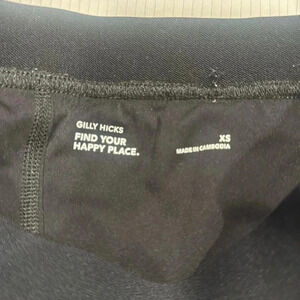 GILLY HICKS
FIND YOUR
HAPPY PLACE.
XS
MADE IN CAMBODIA